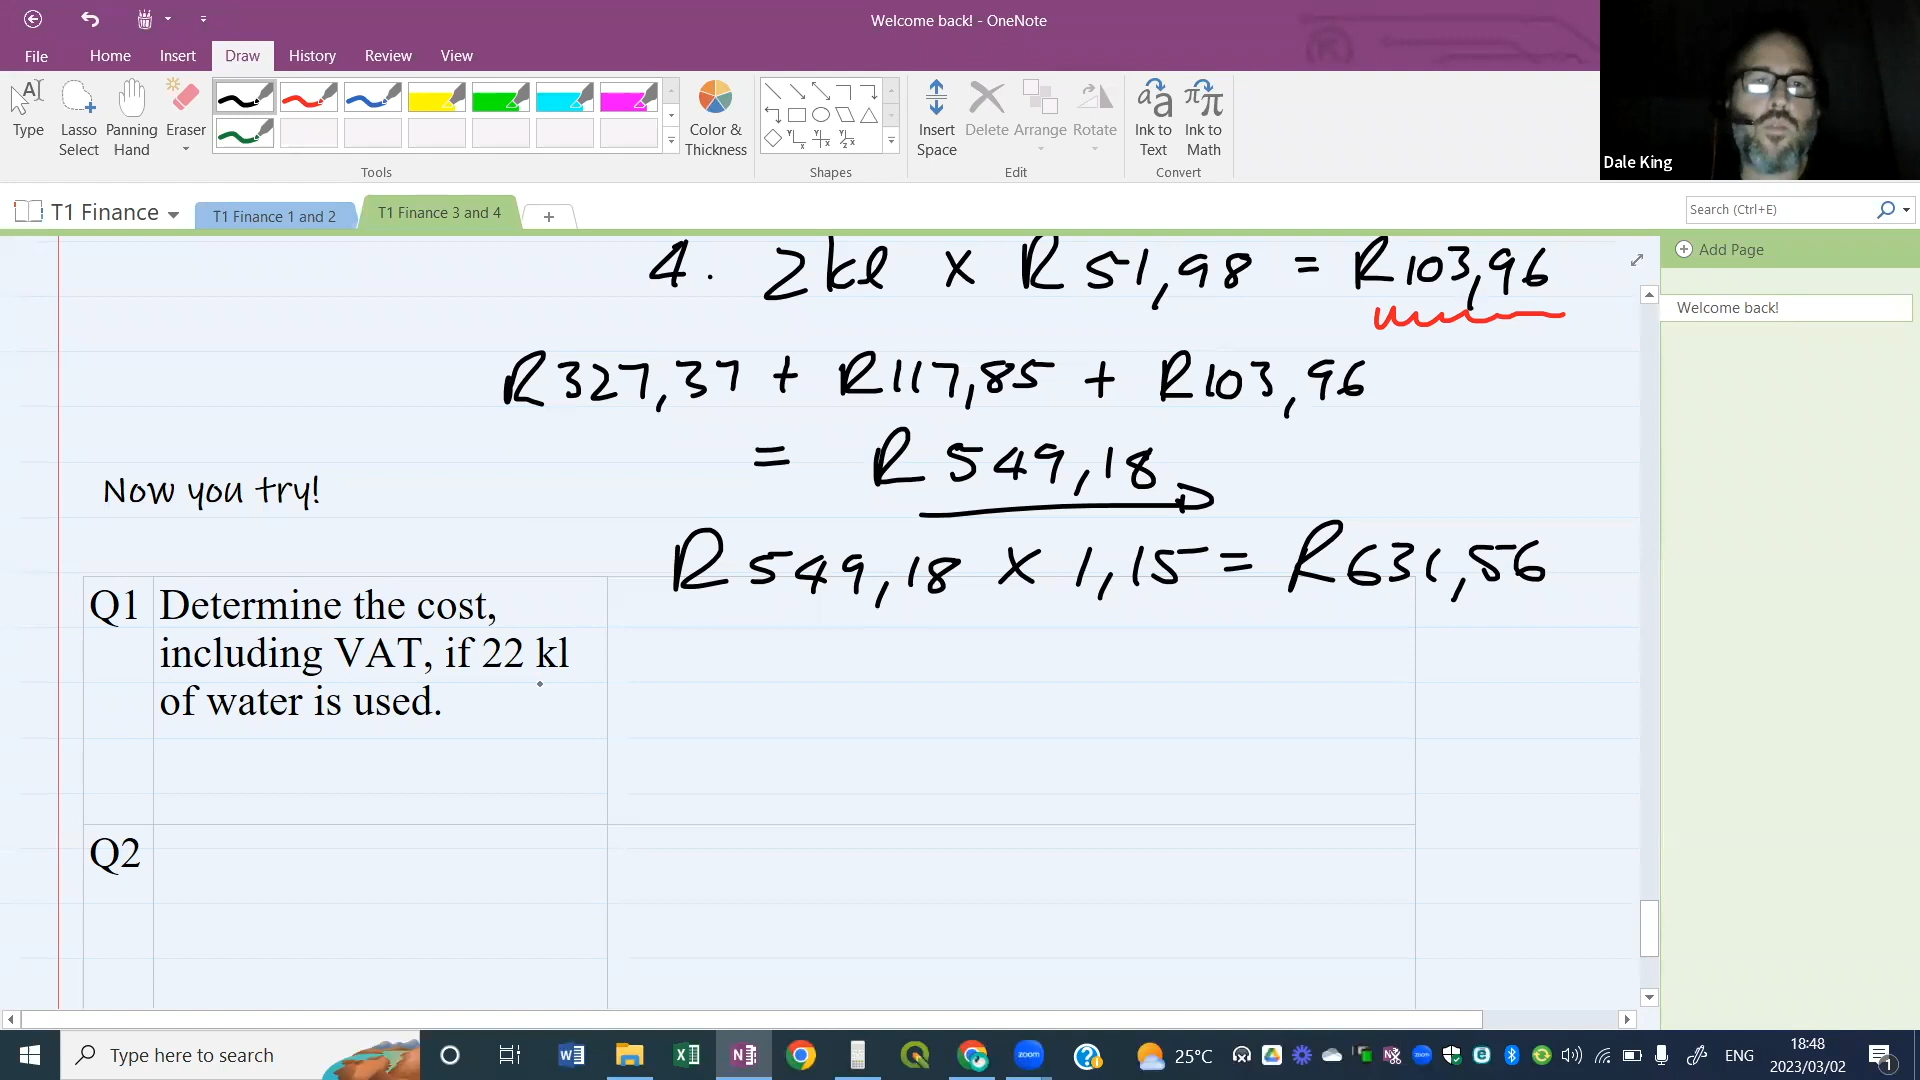 Welcome back! - OneNote
File
Home
Insert
Draw
History
Review
View
Type
Lasso
Select
Panning
Hand
Eraser
Color &
Thickness
Insert
Space
Delete
Arrange
Rotate
Ink to
Text
Ink to
Math
Tools
Shapes
Edit
Convert
Dale King
T1 Finance
T1 Finance 1 and 2
T1 Finance 3 and 4
Search (Ctrl+E)
Add Page
Welcome back!
4. 2kl x R51,98 = R103,96
R327,37 + R117,85 + R103,96
= R549,18
Now you try!
R549,18 x 1,15 = R631,56
Q1 Determine the cost,
including VAT, if 22 kl
of water is used.
Q2
Type here to search
25°C
ENG
18:48
2023/03/02
1